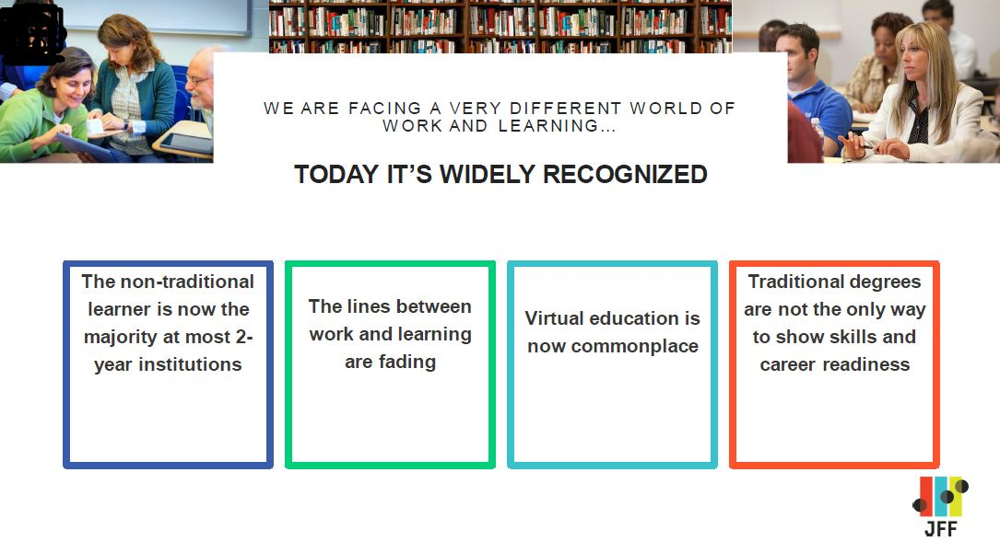 WE ARE FACING A VERY DIFFERENT WORLD OF
WORK AND LEARNING...
TODAY IT’S WIDELY RECOGNIZED
The non-traditional
learner is now the
majority at most 2-
year institutions
The lines between
work and learning
are fading
Virtual education is
now commonplace
Traditional degrees
are not the only way
to show skills and
career readiness
JFF